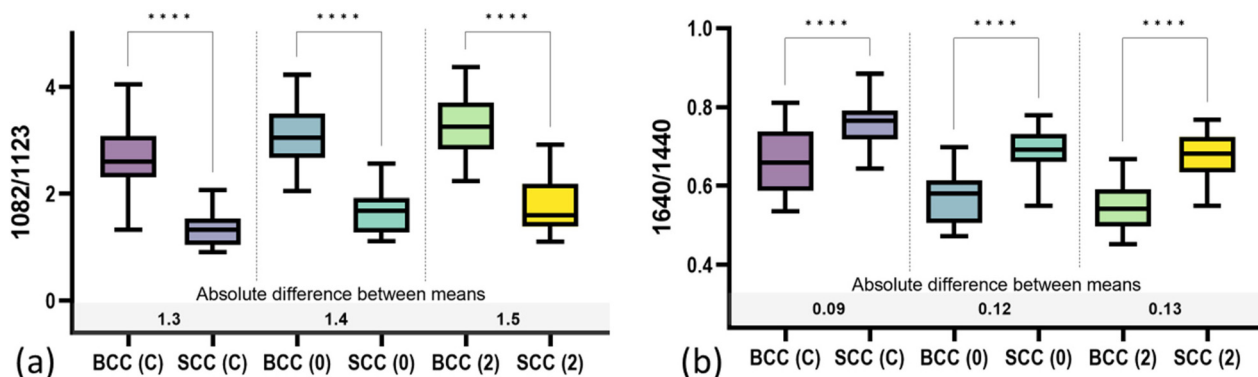 **** **** ****
4
2
0
1082/1123
Absolute difference between means
1.3 1.4 1.5
(a) BCC (C) SCC (C) BCC (0) SCC (0) BCC (2) SCC (2)
**** **** ****
1.0
0.8
0.6
0.4
1640/1440
Absolute difference between means
0.09 0.12 0.13
(b) BCC (C) SCC (C) BCC (0) SCC (0) BCC (2) SCC (2)